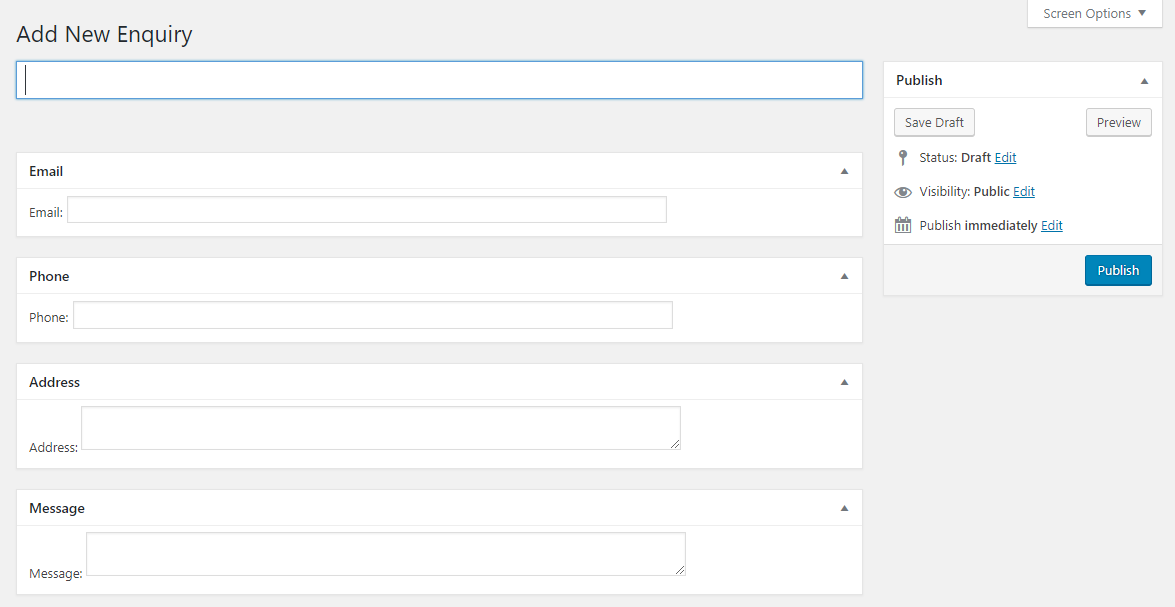 Screen Options
Add New Enquiry
Email
Email:
Phone
Phone:
Address
Address:
Message
Message:
Publish
Save Draft Preview
Status: Draft Edit
Visibility: Public Edit
Publish immediately Edit
Publish